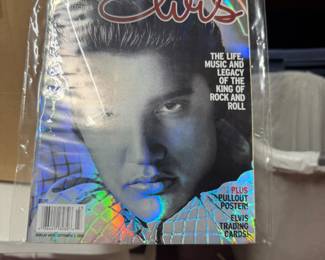 Elvis
THE LIFE,
MUSIC AND
LEGACY
OF THE
KING OF
ROCK AND
ROLL
PLUS
PULLOUT
POSTER!
ELVIS
TRADING
CARDS!